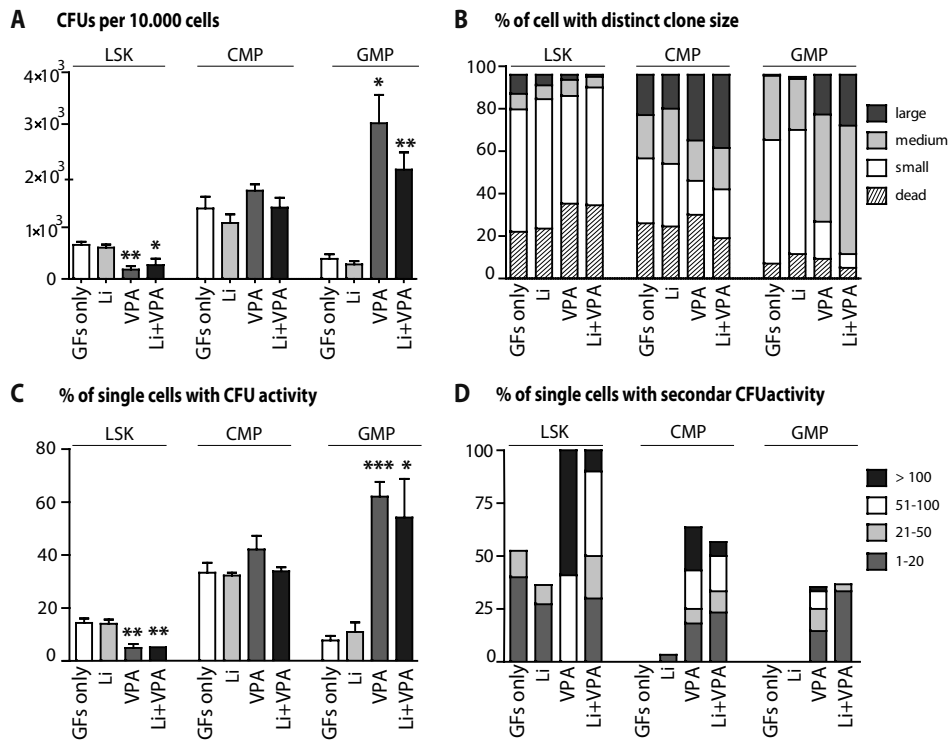 A CFUs per 10.000 cells
LSK CMP GMP
4×10³
3×10³
2×10³
1×10³
0
** * * **
GFs only Li VPA Li+VPA GFs only Li VPA Li+VPA GFs only Li VPA Li+VPA
B % of cell with distinct clone size
LSK CMP GMP
100
80
60
40
20
0
large
medium
small
dead
GFs only Li VPA Li+VPA GFs only Li VPA Li+VPA GFs only Li VPA Li+VPA
C % of single cells with CFU activity
LSK CMP GMP
80
60
40
20
0
** ** *** *
GFs only Li VPA Li+VPA GFs only Li VPA Li+VPA GFs only Li VPA Li+VPA
D % of single cells with secondar CFUactivity
LSK CMP GMP
100
75
50
25
0
> 100
51-100
21-50
1-20
GFs only Li VPA Li+VPA GFs only Li VPA Li+VPA GFs only Li VPA Li+VPA